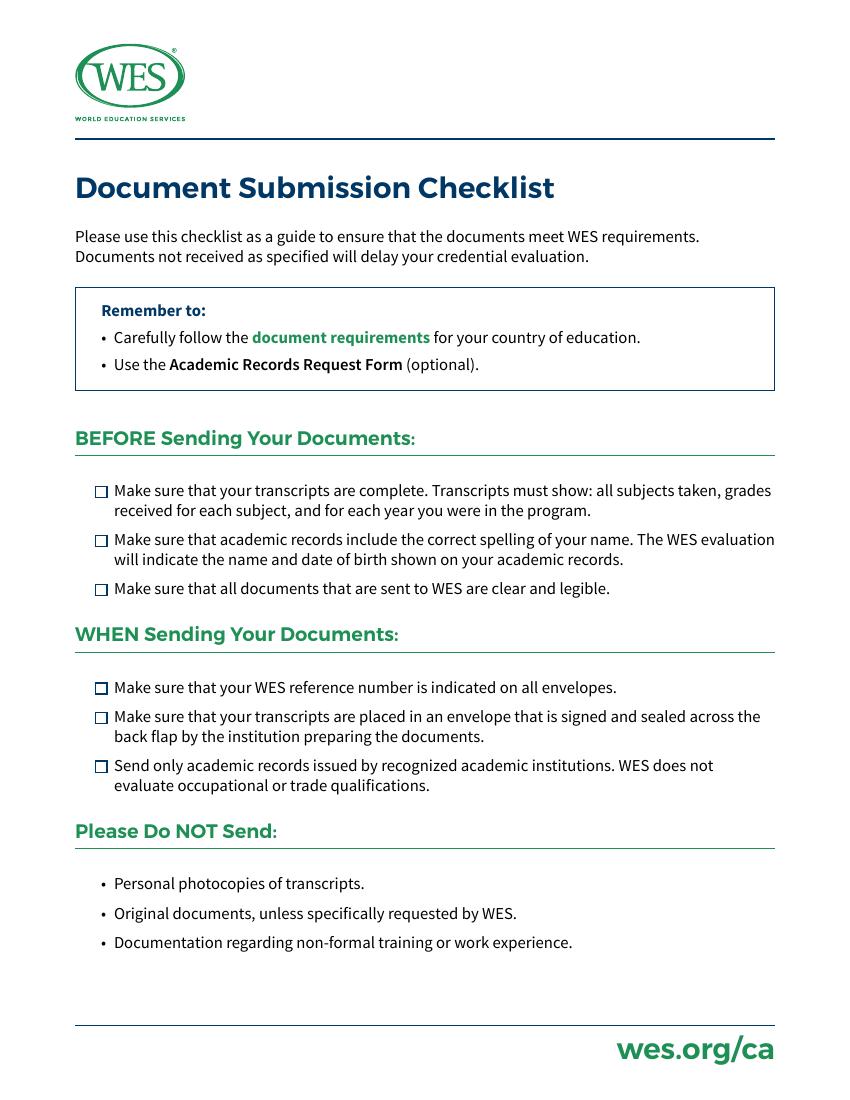 WES®
WORLD EDUCATION SERVICES
Document Submission Checklist
Please use this checklist as a guide to ensure that the documents meet WES requirements.
Documents not received as specified will delay your credential evaluation.
Remember to:
• Carefully follow the document requirements for your country of education.
• Use the Academic Records Request Form (optional).
BEFORE Sending Your Documents:
Make sure that your transcripts are complete. Transcripts must show: all subjects taken, grades
received for each subject, and for each year you were in the program.
Make sure that academic records include the correct spelling of your name. The WES evaluation
will indicate the name and date of birth shown on your academic records.
Make sure that all documents that are sent to WES are clear and legible.
WHEN Sending Your Documents:
Make sure that your WES reference number is indicated on all envelopes.
Make sure that your transcripts are placed in an envelope that is signed and sealed across the
back flap by the institution preparing the documents.
Send only academic records issued by recognized academic institutions. WES does not
evaluate occupational or trade qualifications.
Please Do NOT Send:
• Personal photocopies of transcripts.
• Original documents, unless specifically requested by WES.
• Documentation regarding non-formal training or work experience.
wes.org/ca